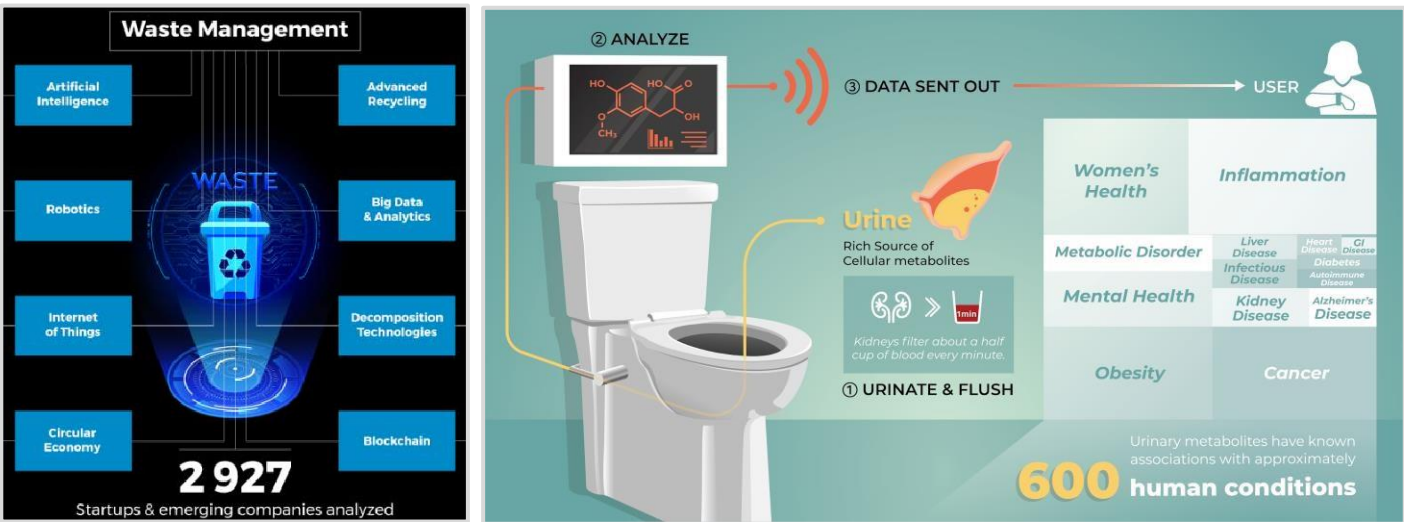 Waste Management
Artificial
Intelligence
Advanced
Recycling
WASTE
Robotics
Big Data
& Analytics
Internet
of Things
Decomposition
Technologies
Circular
Economy
Blockchain
2 927
Startups & emerging companies analyzed
② ANALYZE
HO
HO
O
O
OH
CH₃
③ DATA SENT OUT
USER
Urine
Rich Source of
Cellular metabolites
1min
Kidneys filter about a half
cup of blood every minute.
① URINATE & FLUSH
Women's
Health
Inflammation
Metabolic Disorder
Liver
Disease
Heart
Disease
GI
Disease
Infectious
Disease
Diabetes
Autoimmune
Disease
Mental Health
Kidney
Disease
Alzheimer's
Disease
Obesity
Cancer
Urinary metabolites have known
associations with approximately
600 human conditions